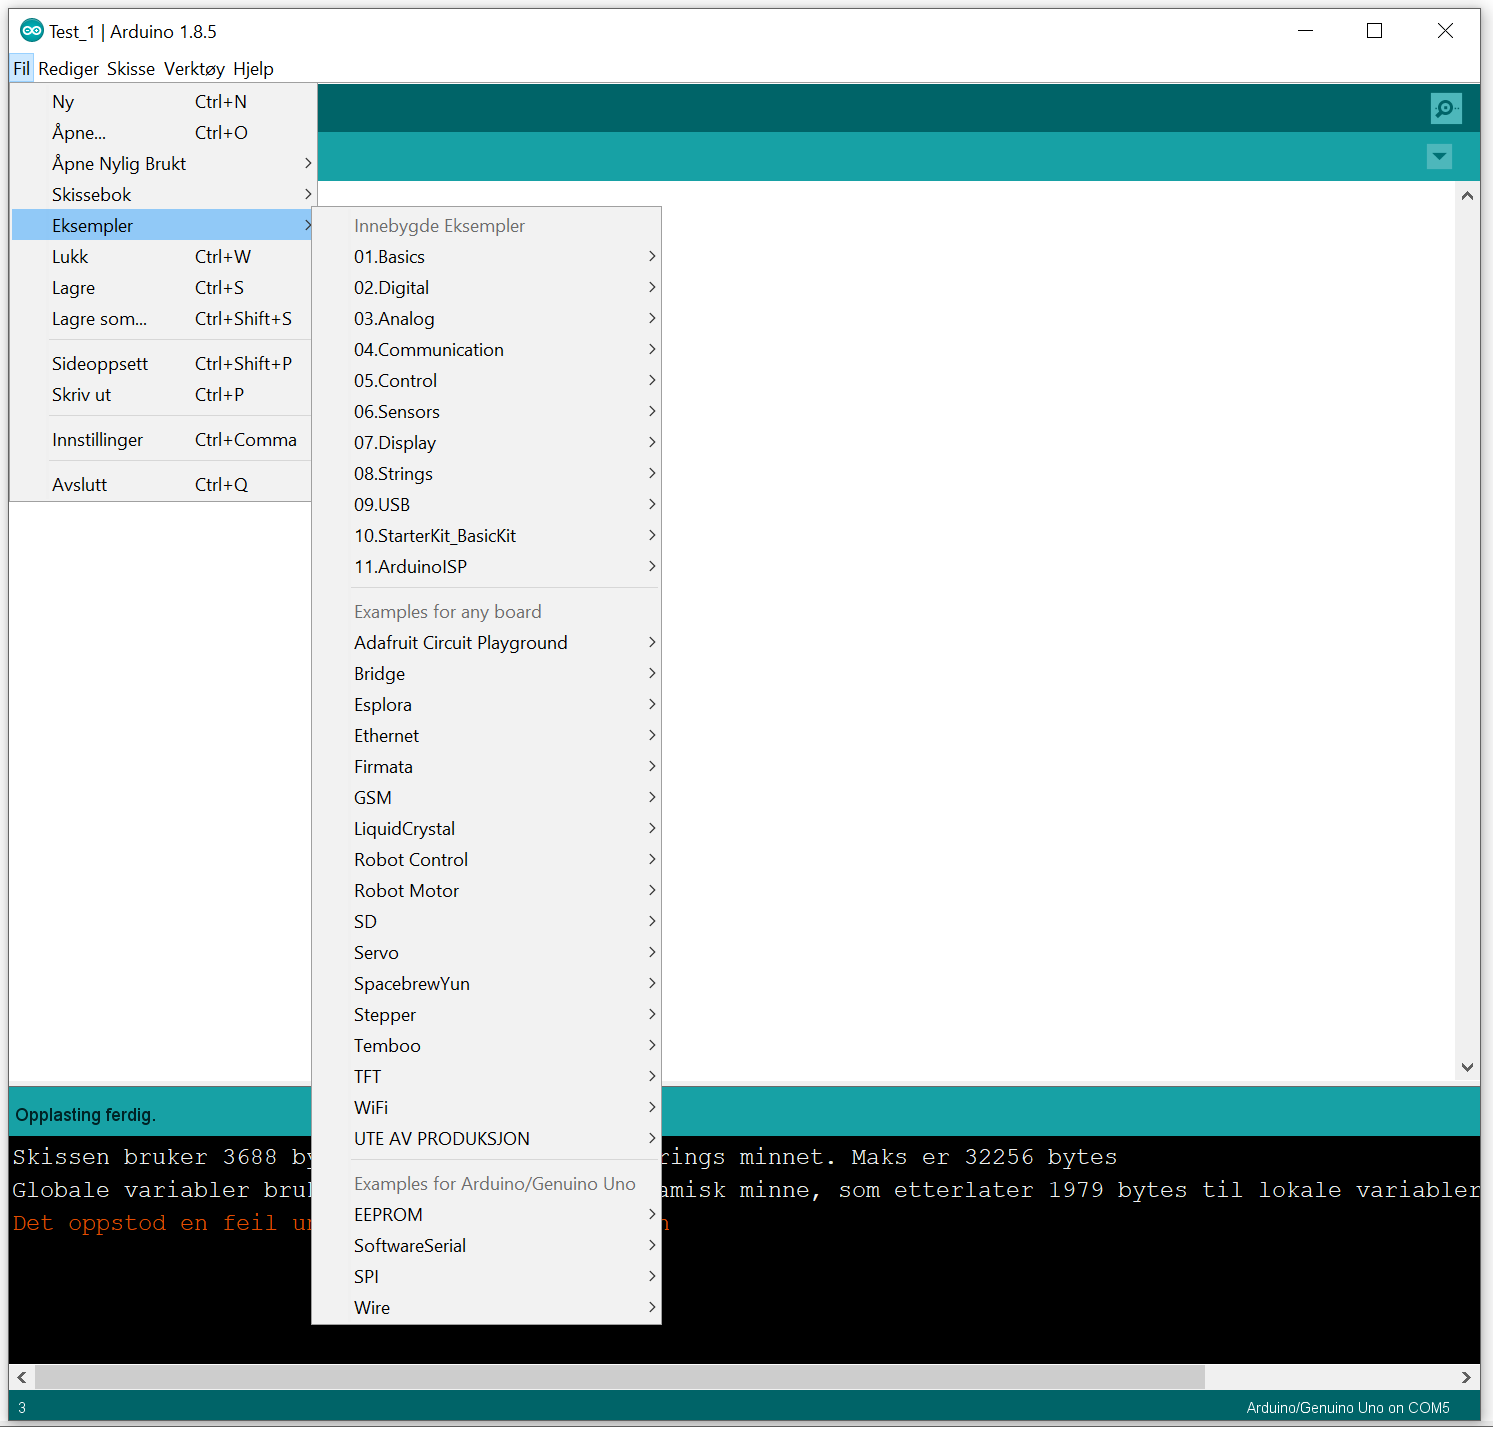 Test_1 | Arduino 1.8.5
Fil Rediger Skisse Verktøy Hjelp
Ny Ctrl+N
Åpne... Ctrl+O
Åpne Nylig Brukt
Skissebok
Eksempler
Lukk Ctrl+W
Lagre Ctrl+S
Lagre som... Ctrl+Shift+S
Sideoppsett Ctrl+Shift+P
Skriv ut Ctrl+P
Innstillinger Ctrl+Comma
Avslutt Ctrl+Q
Innebygde Eksempler
01.Basics
02.Digital
03.Analog
04.Communication
05.Control
06.Sensors
07.Display
08.Strings
09.USB
10.StarterKit_BasicKit
11.ArduinoISP
Examples for any board
Adafruit Circuit Playground
Bridge
Esplora
Ethernet
Firmata
GSM
LiquidCrystal
Robot Control
Robot Motor
SD
Servo
SpacebrewYun
Stepper
Temboo
TFT
WiFi
UTE AV PRODUKSJON
Examples for Arduino/Genuino Uno
EEPROM
SoftwareSerial
SPI
Wire
Opplasting ferdig.
Skissen bruker 3688 by rings minnet. Maks er 32256 bytes
Globale variabler bru amisk minne, som etterlater 1979 bytes til lokale variabler
Det oppstod en feil u n
3
Arduino/Genuino Uno on COM5